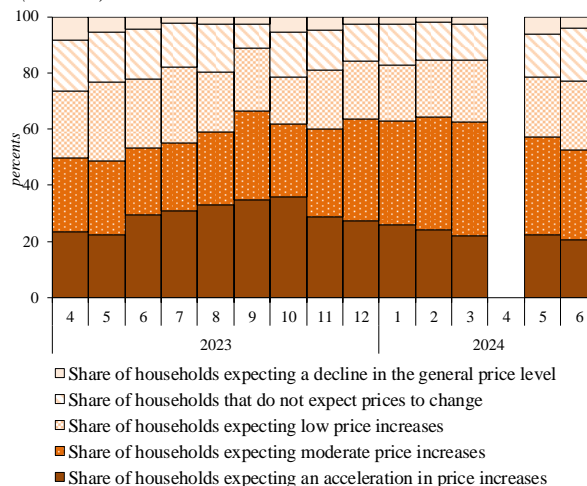 100
80
60
40
20
0
percents
4 5 6 7 8 9 10 11 12 1 2 3 4 5 6
2023 2024
Share of households expecting a decline in the general price level
Share of households that do not expect prices to change
Share of households expecting low price increases
Share of households expecting moderate price increases
Share of households expecting an acceleration in price increases